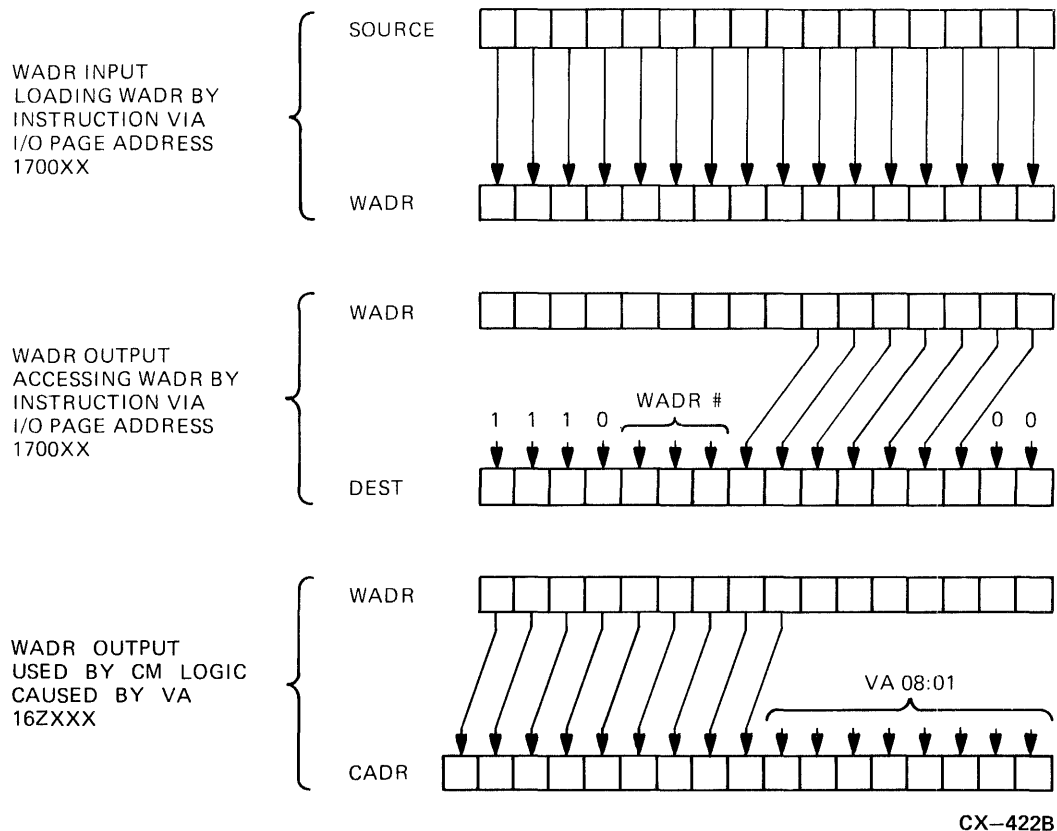 SOURCE
WADR INPUT
LOADING WADR BY
INSTRUCTION VIA
I/O PAGE ADDRESS
1700XX
WADR
WADR
WADR OUTPUT
ACCESSING WADR BY
INSTRUCTION VIA
I/O PAGE ADDRESS
1700XX
WADR #
1 1 1 0 0 0
DEST
WADR
WADR OUTPUT
USED BY CM LOGIC
CAUSED BY VA
16ZXXX
VA 08:01
CADR
CX-422B